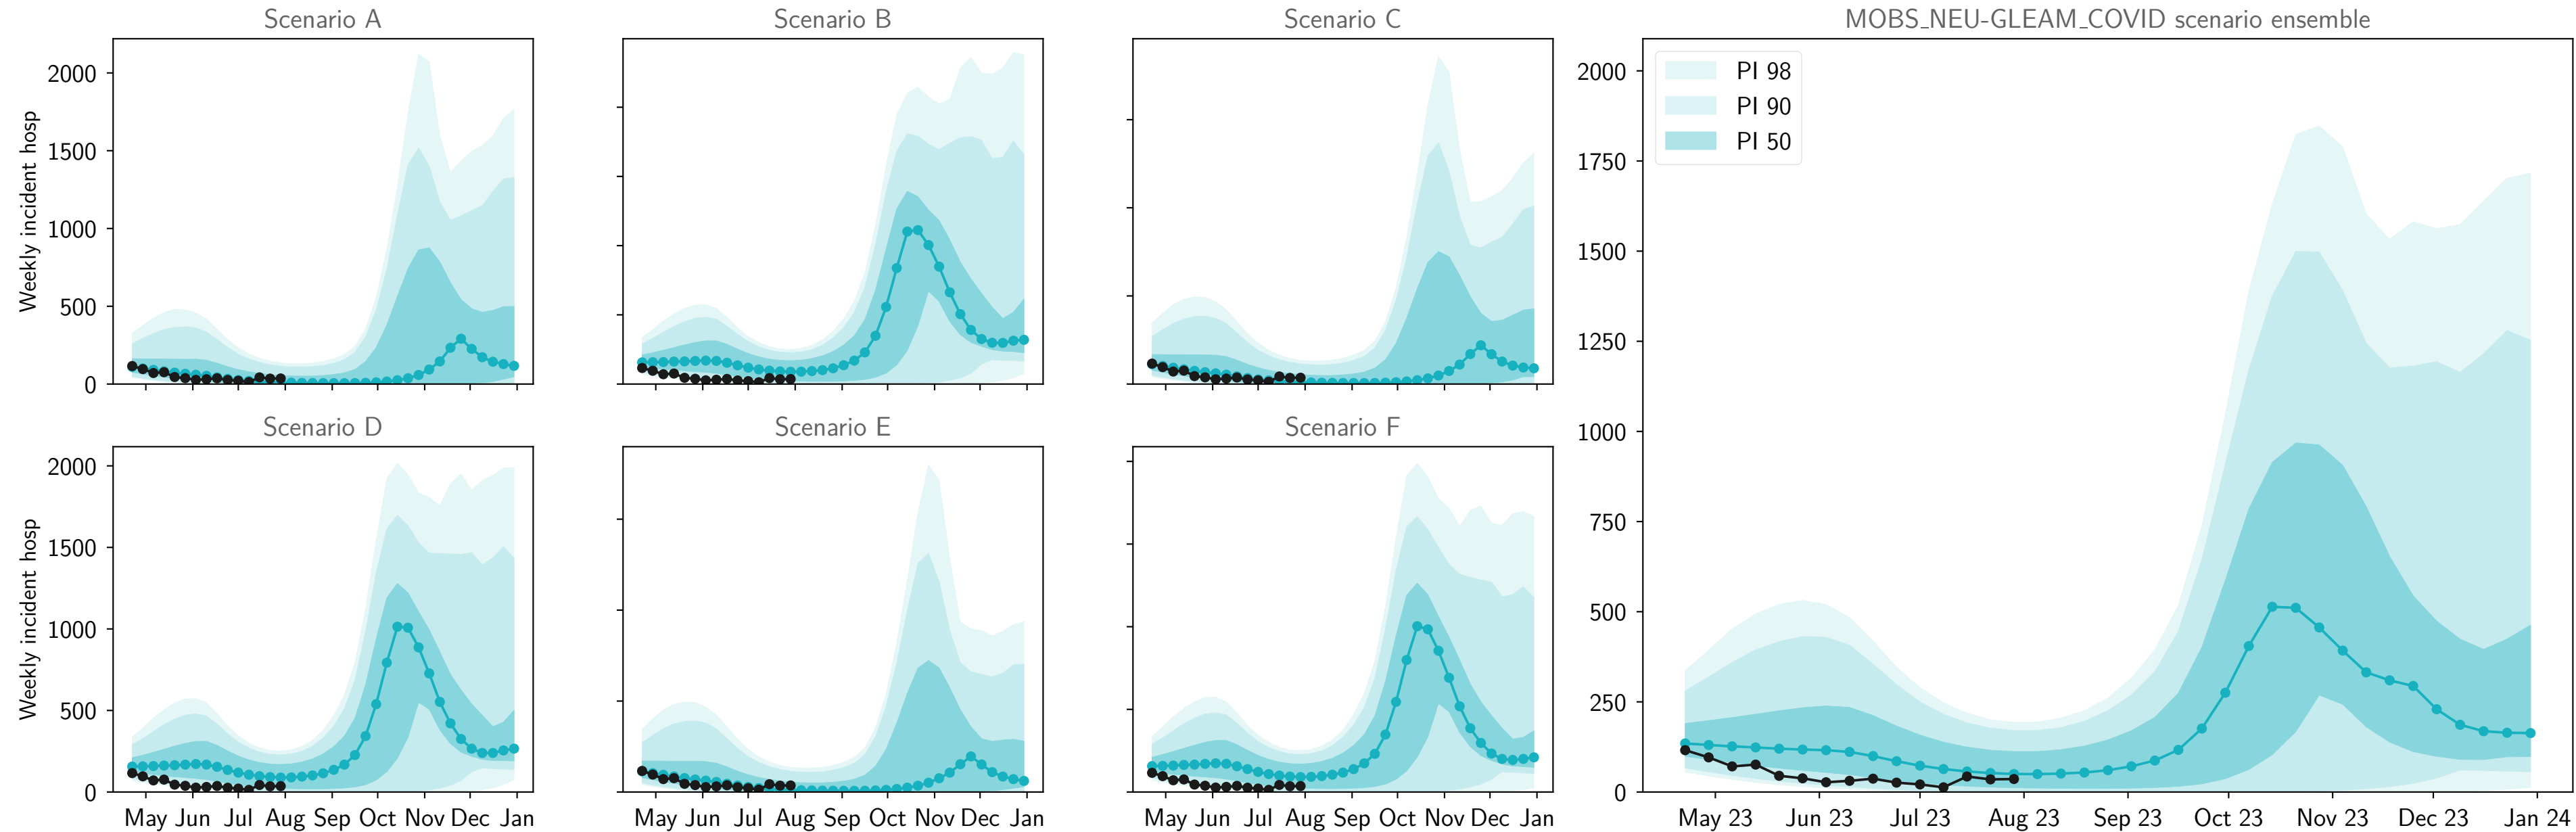 Scenario A
Scenario B
Scenario C
MOBS_NEU-GLEAM_COVID scenario ensemble
Weekly incident hosp
2000
1500
1000
500
0
Scenario D
Scenario E
Scenario F
Weekly incident hosp
2000
1500
1000
500
0
May Jun Jul Aug Sep Oct Nov Dec Jan
May Jun Jul Aug Sep Oct Nov Dec Jan
May Jun Jul Aug Sep Oct Nov Dec Jan
PI 98
PI 90
PI 50
2000
1750
1500
1250
1000
750
500
250
0
May 23 Jun 23 Jul 23 Aug 23 Sep 23 Oct 23 Nov 23 Dec 23 Jan 24